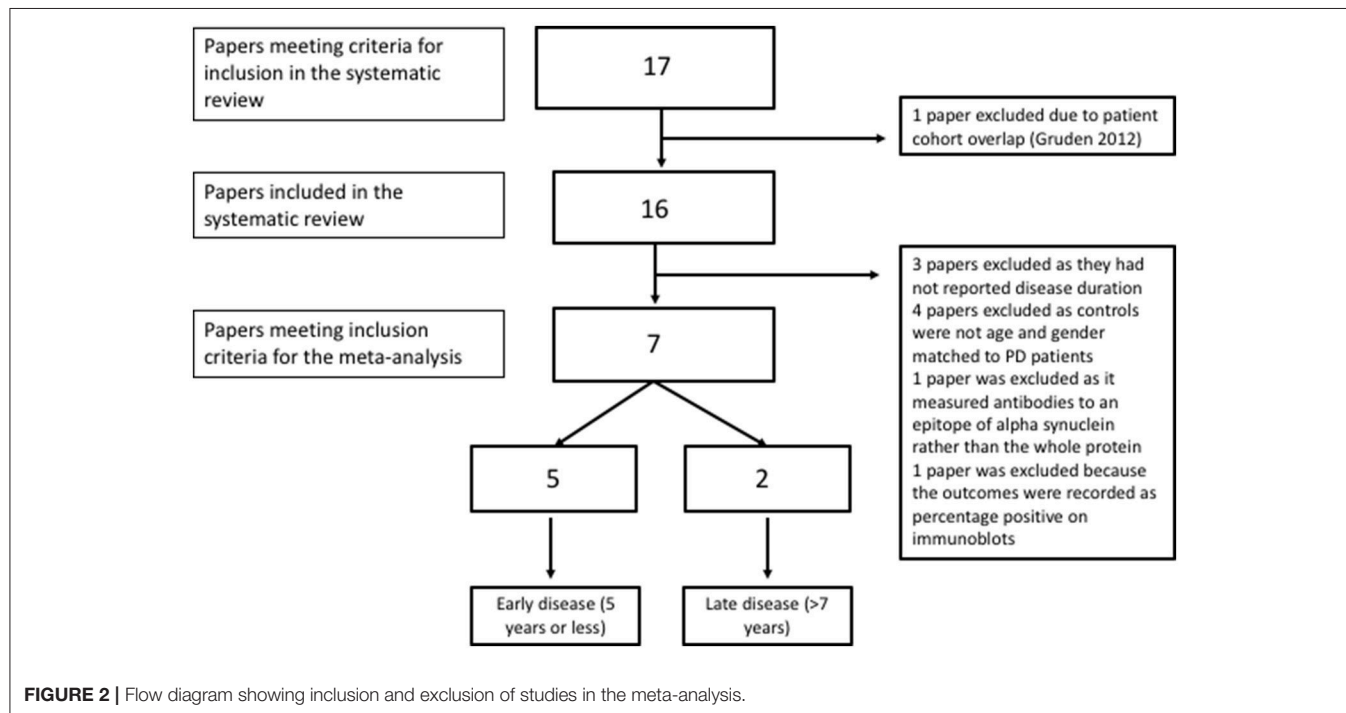 Papers meeting criteria for
inclusion in the systematic
review
17
1 paper excluded due to patient
cohort overlap (Gruden 2012)
Papers included in the
systematic review
16
3 papers excluded as they had
not reported disease duration
4 papers excluded as controls
were not age and gender
matched to PD patients
1 paper was excluded as it
measured antibodies to an
epitope of alpha synuclein
rather than the whole protein
1 paper was excluded because
the outcomes were recorded as
percentage positive on
immunoblots
Papers meeting inclusion
criteria for the meta-analysis
7
5
2
Early disease (5
years or less)
Late disease (>7
years)
FIGURE 2 | Flow diagram showing inclusion and exclusion of studies in the meta-analysis.